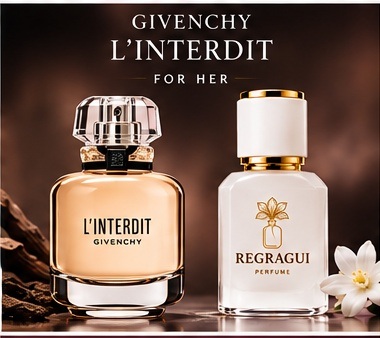 GIVENCHY
L'INTERDIT
FOR HER
L'INTERDIT
GIVENCHY
REGRAGUI
PERFUME